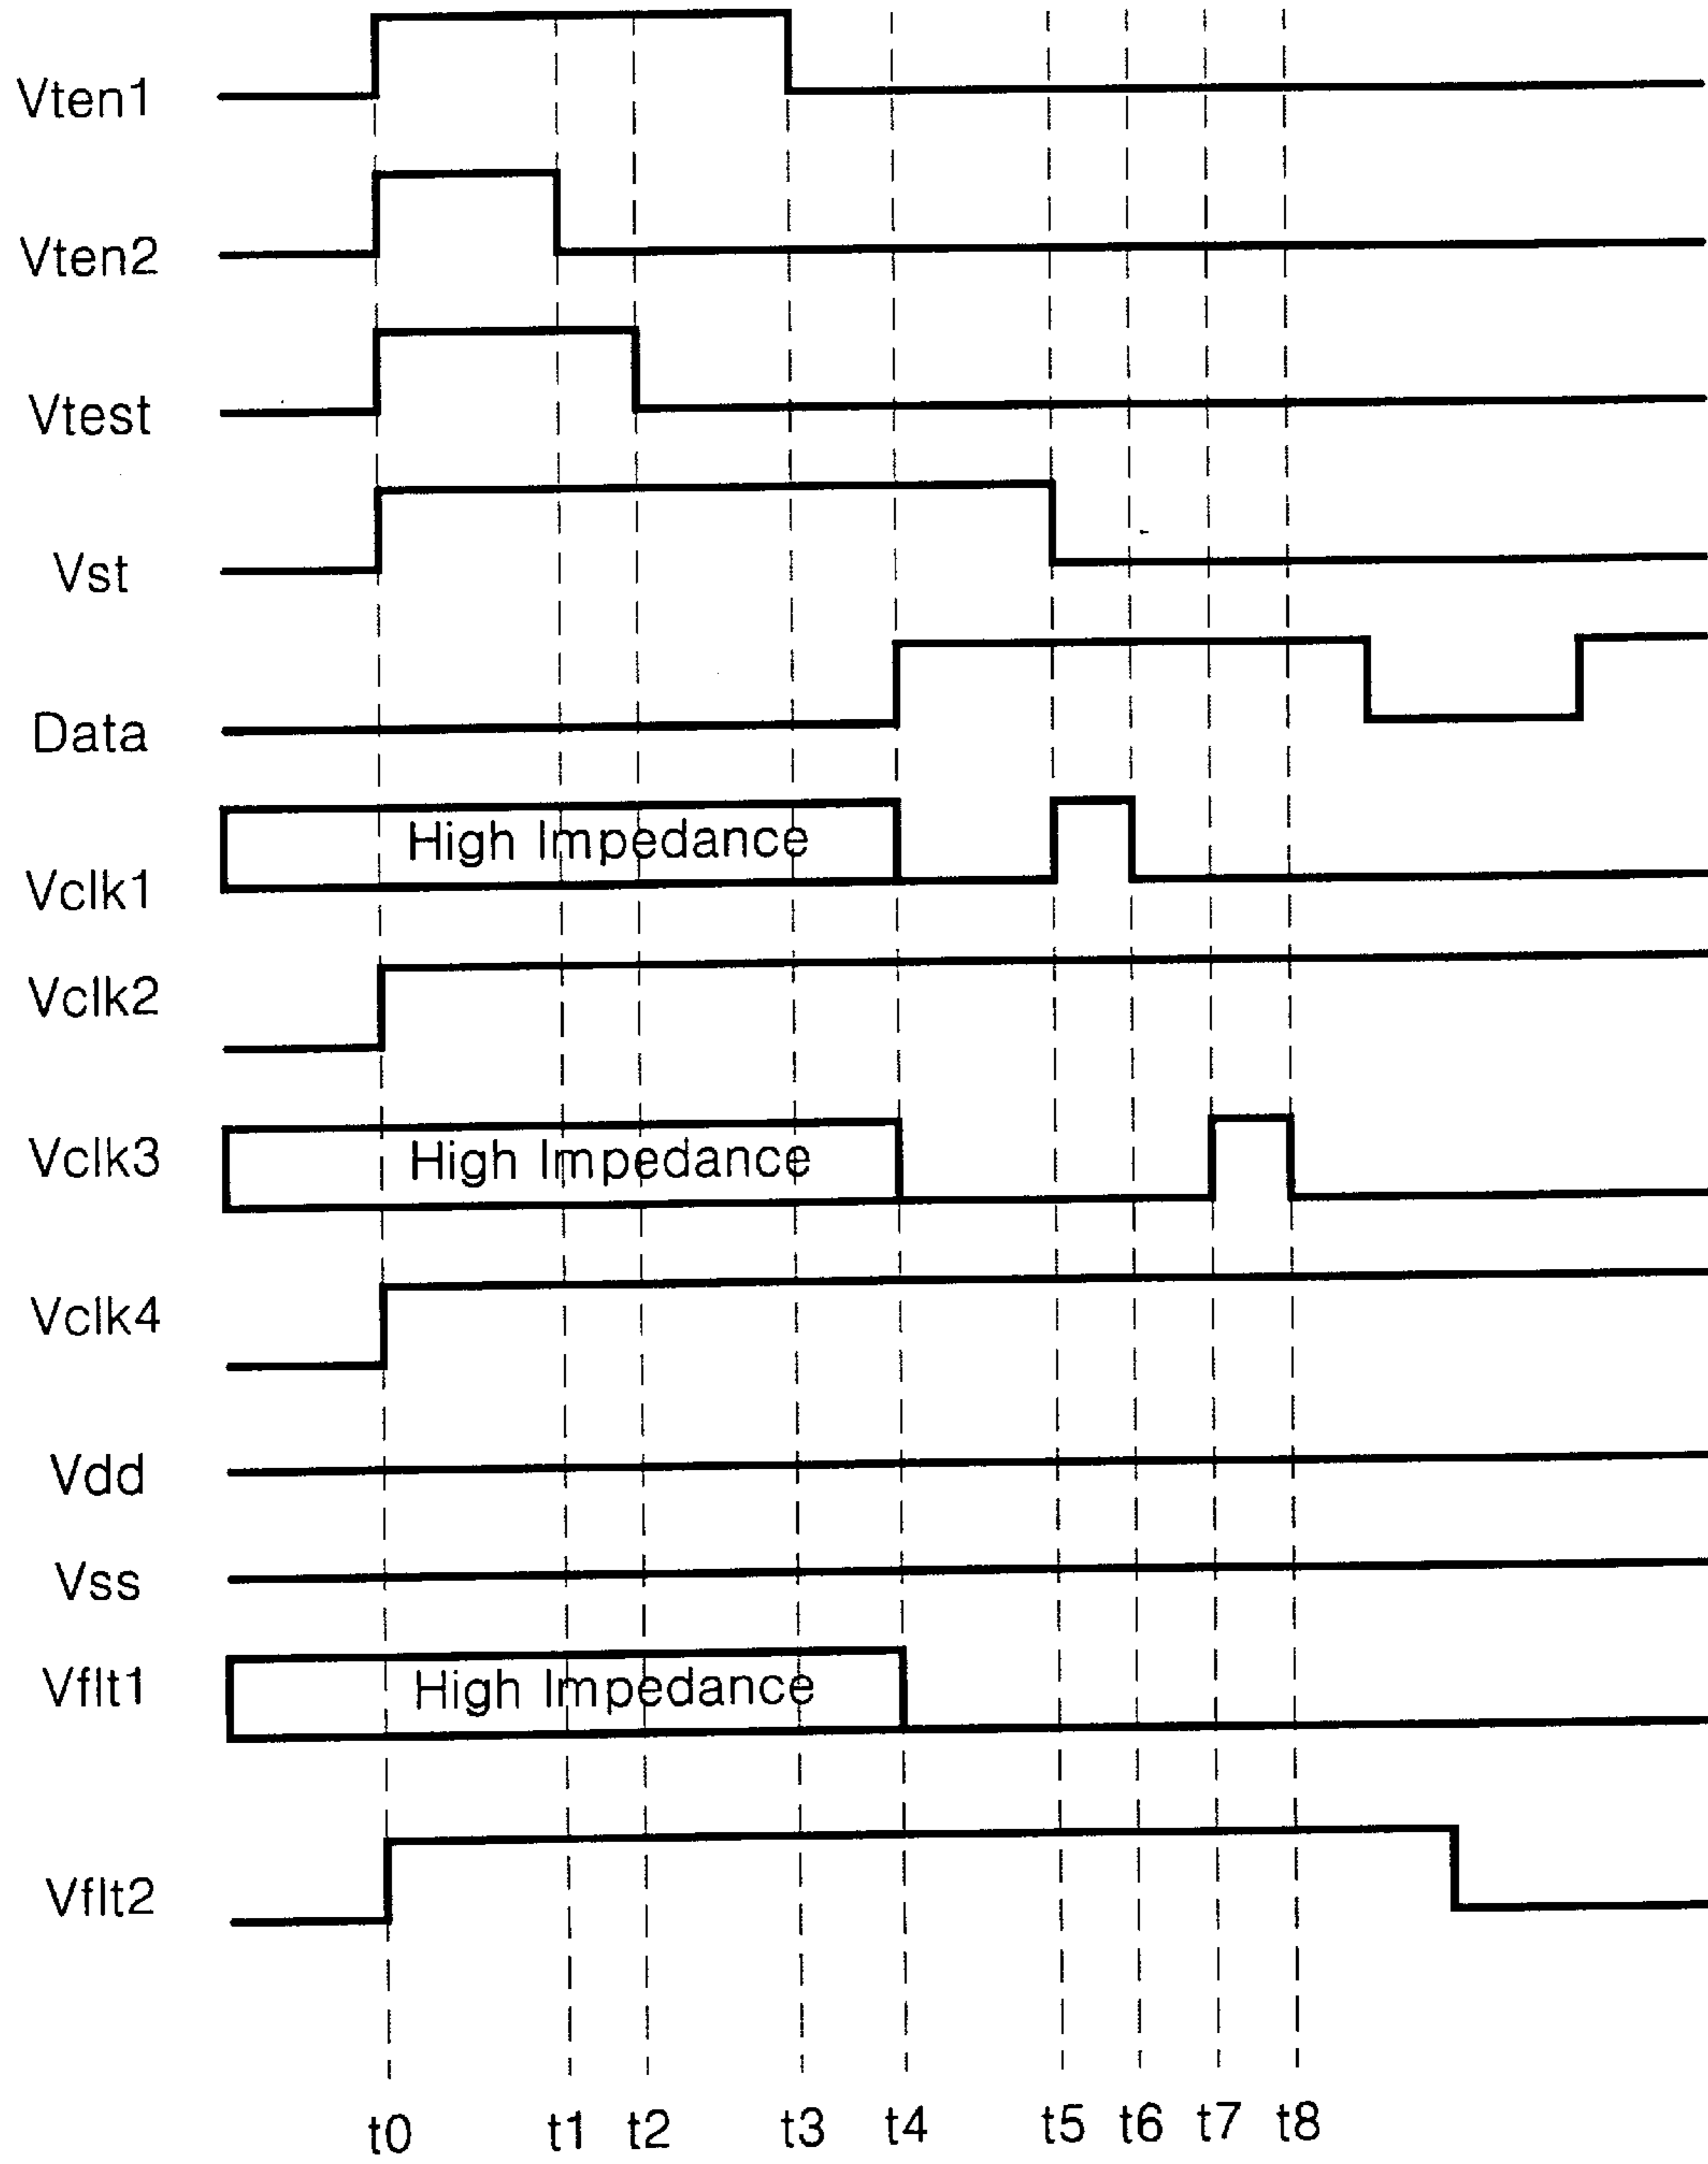 Vten1
Vten2
Vtest
Vst
Data
High Impedance
Vclk1
Vclk2
Vclk3
High Impedance
Vclk4
Vdd
Vss
Vflt1
High Impedance
Vflt2
t0 t1 t2 t3 t4 t5 t6 t7 t8